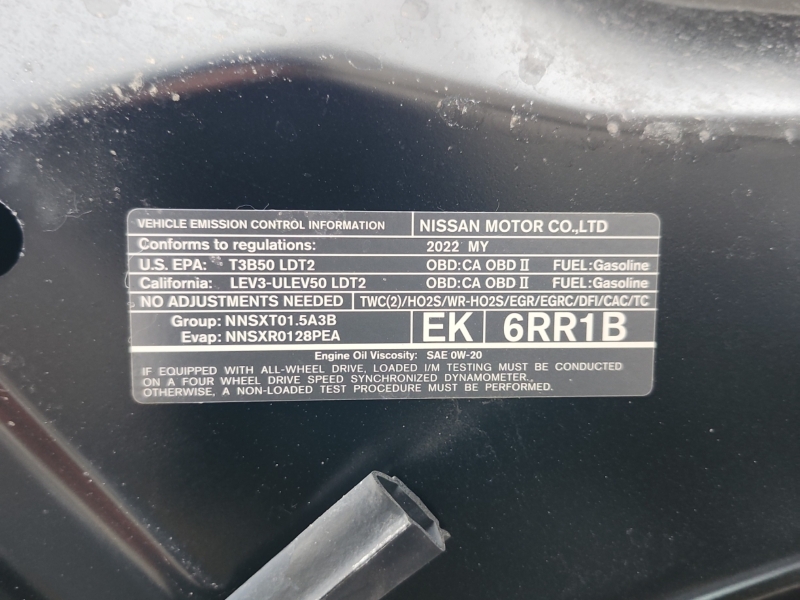 VEHICLE EMISSION CONTROL INFORMATION NISSAN MOTOR CO.,LTD
Conforms to regulations: 2022 MY
U.S. EPA: T3B50 LDT2 OBD:CA OBD II FUEL:Gasoline
California: LEV3-ULEV50 LDT2 OBD:CA OBD II FUEL:Gasoline
NO ADJUSTMENTS NEEDED TWC(2)/HO2S/WR-HO2S/EGR/EGRC/DFI/CAC/TC
Group: NNSXT01.5A3B EK 6RR1B
Evap: NNSXR0128PEA
Engine Oil Viscosity: SAE 0W-20
IF EQUIPPED WITH ALL-WHEEL DRIVE, LOADED I/M TESTING MUST BE CONDUCTED
ON A FOUR WHEEL DRIVE SPEED SYNCHRONIZED DYNAMOMETER.,
OTHERWISE, A NON-LOADED TEST PROCEDURE MUST BE PERFORMED.